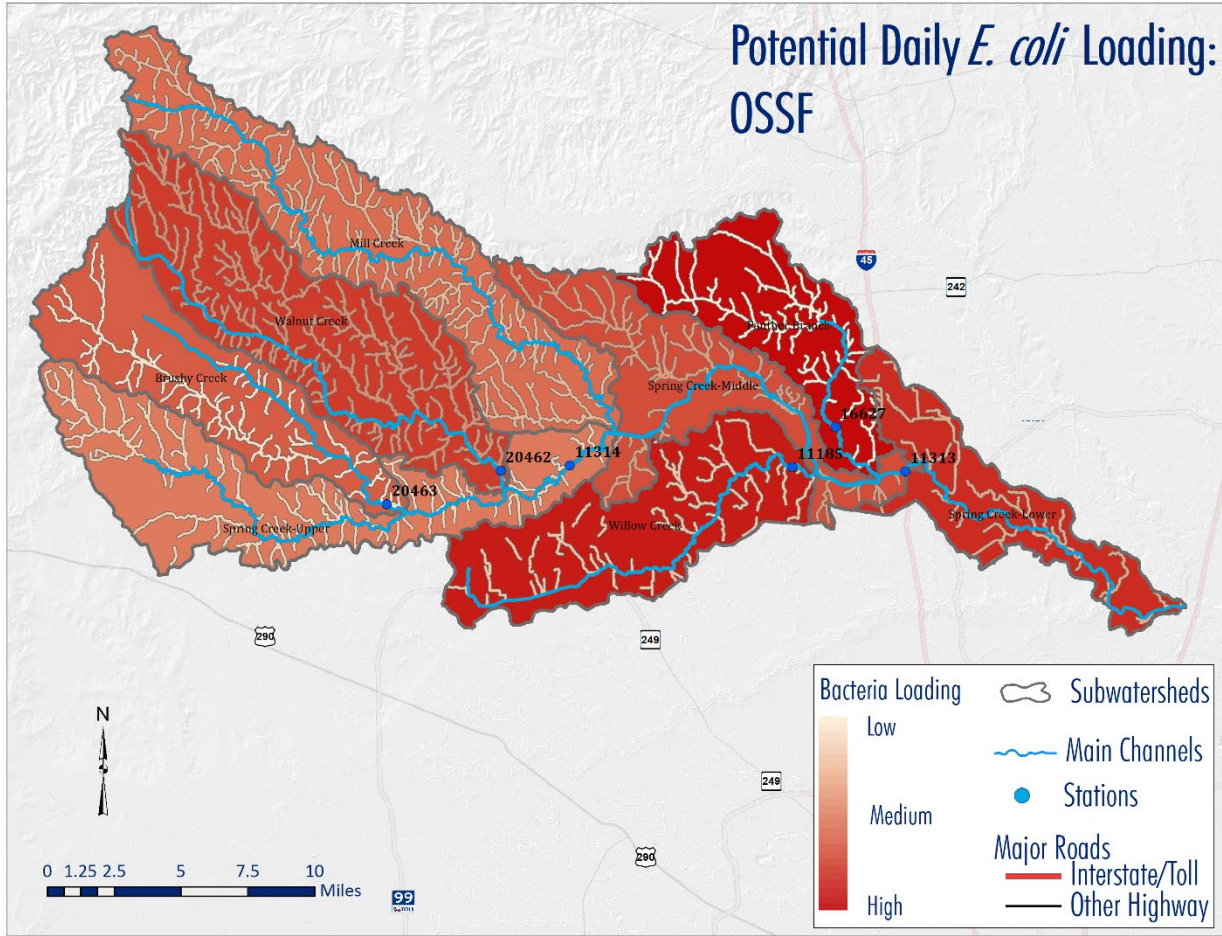 Potential Daily E. coli Loading:
OSSF
Mill Creek
45
242
Walnut Creek
Panther Branch
Brushy Creek
Spring Creek-Middle
16627
20462
11314
11185
11313
20463
Spring Creek-Upper
Willow Creek
Spring Creek-Lower
290
249
Bacteria Loading
Low
Medium
High
Subwatersheds
Main Channels
Stations
Major Roads
Interstate/Toll
Other Highway
N
249
290
0 1.25 2.5 5 7.5 10
Miles
99
TOLL